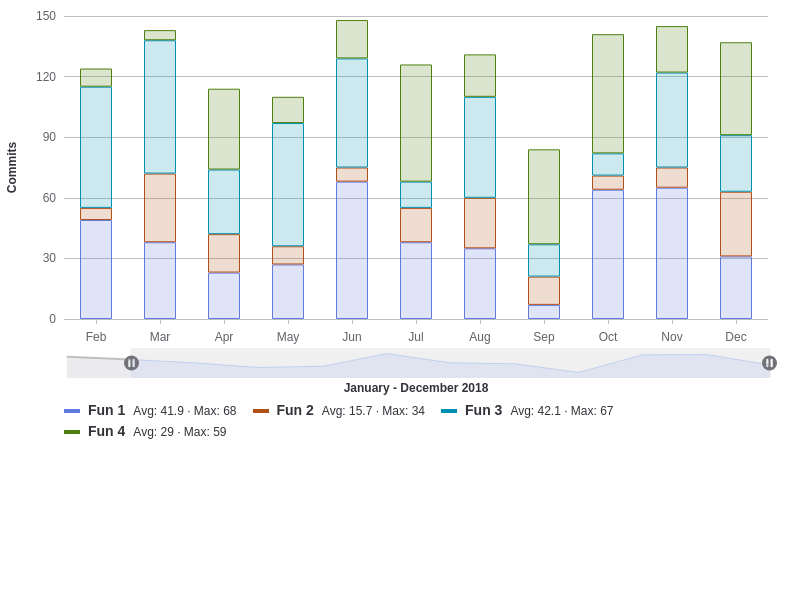 150
120
90
60
30
0
Commits
Feb Mar Apr May Jun Jul Aug Sep Oct Nov Dec
January - December 2018
Fun 1 Avg: 41.9 · Max: 68 Fun 2 Avg: 15.7 · Max: 34 Fun 3 Avg: 42.1 · Max: 67
Fun 4 Avg: 29 · Max: 59